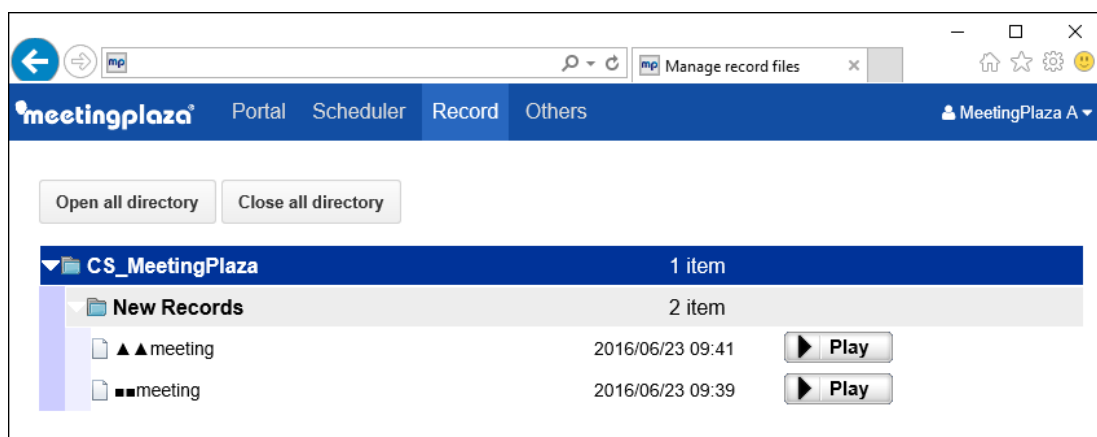 mp
mp Manage record files
meetingplaza Portal Scheduler Record Others MeetingPlaza A
Open all directory Close all directory
CS_MeetingPlaza 1 item
New Records 2 item
▲▲meeting 2016/06/23 09:41 Play
■■meeting 2016/06/23 09:39 Play